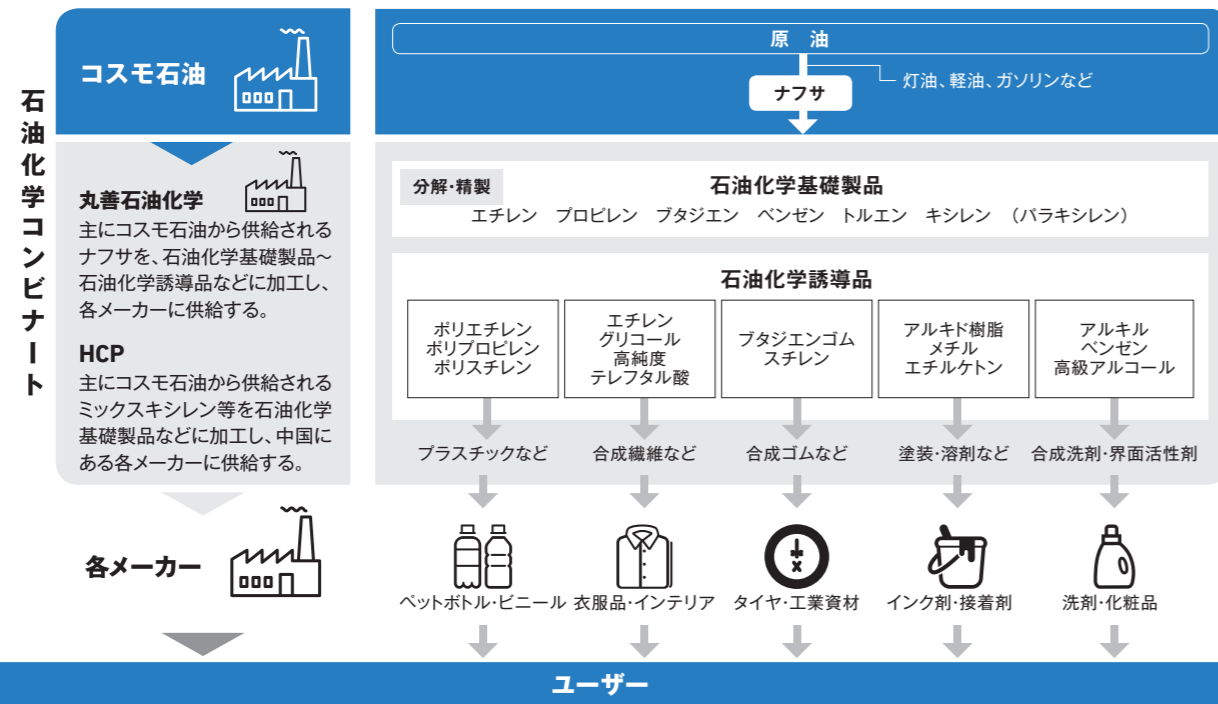 石油化学コンビナート
コスモ石油
原 油
ナフサ
灯油、軽油、ガソリンなど
丸善石油化学
主にコスモ石油から供給される
ナフサを、石油化学基礎製品〜
石油化学誘導品などに加工し、
各メーカーに供給する。
HCP
主にコスモ石油から供給される
ミックスキシレン等を石油化学
基礎製品などに加工し、中国に
ある各メーカーに供給する。
分解・精製
石油化学基礎製品
エチレン プロピレン ブタジエン ベンゼン トルエン キシレン （パラキシレン）
石油化学誘導品
ポリエチレン
ポリプロピレン
ポリスチレン
エチレン
グリコール
高純度
テレフタル酸
ブタジエンゴム
スチレン
アルキド樹脂
メチル
エチルケトン
アルキル
ベンゼン
高級アルコール
プラスチックなど
合成繊維など
合成ゴムなど
塗装・溶剤など
合成洗剤・界面活性剤
各メーカー
ペットボトル・ビニール
衣服品・インテリア
タイヤ・工業資材
インク剤・接着剤
洗剤・化粧品
ユーザー